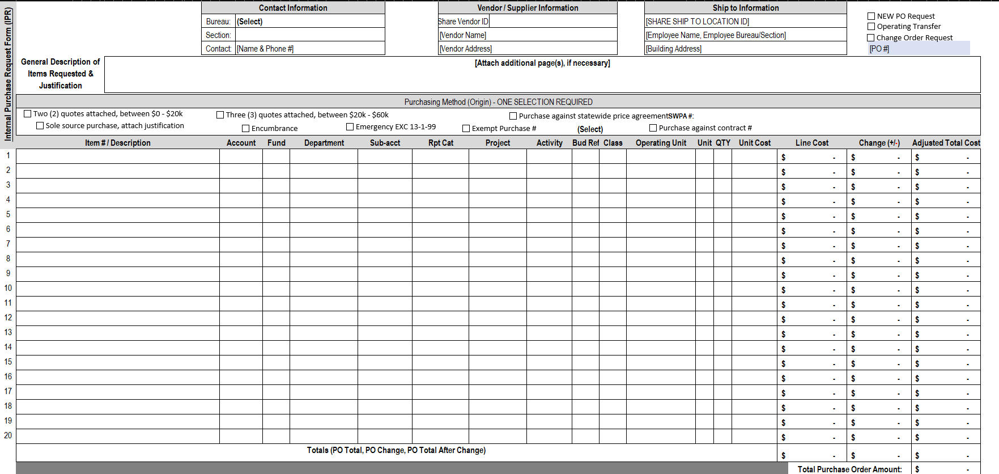 Internal Purchase Request Form (IPR)
Contact Information
Bureau: (Select)
Section:
Contact: [Name & Phone #]
Vendor / Supplier Information
Share Vendor ID
[Vendor Name]
[Vendor Address]
Ship to Information
[SHARE SHIP TO LOCATION ID]
[Employee Name, Employee Bureau/Section]
[Building Address]
NEW PO Request
Operating Transfer
Change Order Request
[PO #]
General Description of
Items Requested &
Justification
[Attach additional page(s), if necessary]
Purchasing Method (Origin) - ONE SELECTION REQUIRED
Two (2) quotes attached, between $0 - $20k Three (3) quotes attached, between $20k - $60k Purchase against statewide price agreementSWPA #:
Sole source purchase, attach justification Encumbrance Emergency EXC 13-1-99 Exempt Purchase # (Select) Purchase against contract #
Item # / Description Account Fund Department Sub-acct Rpt Cat Project Activity Bud Ref Class Operating Unit Unit QTY Unit Cost Line Cost Change (+/-) Adjusted Total Cost
1 $ - $ - $ -
2 $ - $ - $ -
3 $ - $ - $ -
4 $ - $ - $ -
5 $ - $ - $ -
6 $ - $ - $ -
7 $ - $ - $ -
8 $ - $ - $ -
9 $ - $ - $ -
10 $ - $ - $ -
11 $ - $ - $ -
12 $ - $ - $ -
13 $ - $ - $ -
14 $ - $ - $ -
15 $ - $ - $ -
16 $ - $ - $ -
17 $ - $ - $ -
18 $ - $ - $ -
19 $ - $ - $ -
20 $ - $ - $ -
Totals (PO Total, PO Change, PO Total After Change) $ - $ - $ -
Total Purchase Order Amount: $ -